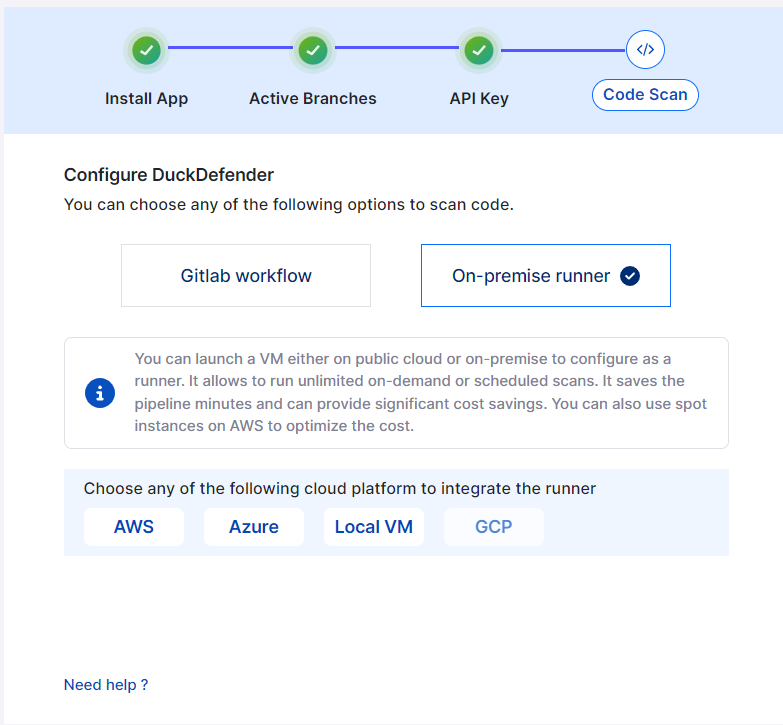 Install App
Active Branches
API Key
</>
Code Scan
Configure DuckDefender
You can choose any of the following options to scan code.
Gitlab workflow
On-premise runner
You can launch a VM either on public cloud or on-premise to configure as a
runner. It allows to run unlimited on-demand or scheduled scans. It saves the
pipeline minutes and can provide significant cost savings. You can also use spot
instances on AWS to optimize the cost.
Choose any of the following cloud platform to integrate the runner
AWS
Azure
Local VM
GCP
Need help ?